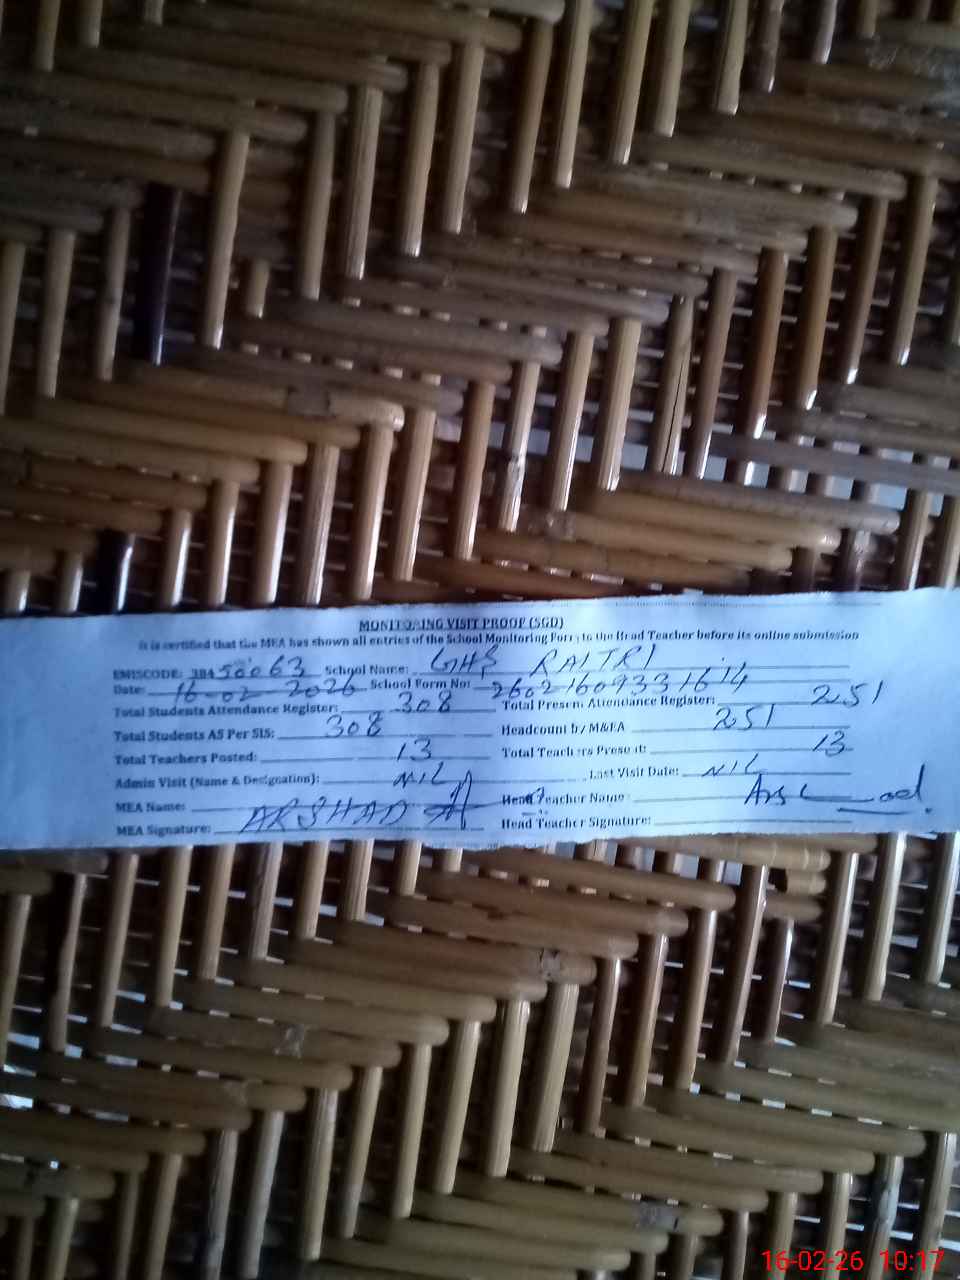 MONITORING VISIT PROOF (SGD)
It is certified that the MEA has shown all entries of the School Monitoring Form to the Head Teacher before its online submission
EMISCODE: 384 50063 School Name: GHS RAITRI
Date: 16-02-2026 School Form No: 2602160933 1614
Total Students Attendance Register: 308 Total Present Attendance Register: 251
Total Students AS Per SIS: 308 Headcount by M&EA 251
Total Teachers Posted: 13 Total Teachers Present: 13
Admin Visit (Name & Designation): NIL Last Visit Date: NIL
MEA Name: ARSHAD Head Teacher Name:
MEA Signature: Head Teacher Signature:
16-02-26 10:17